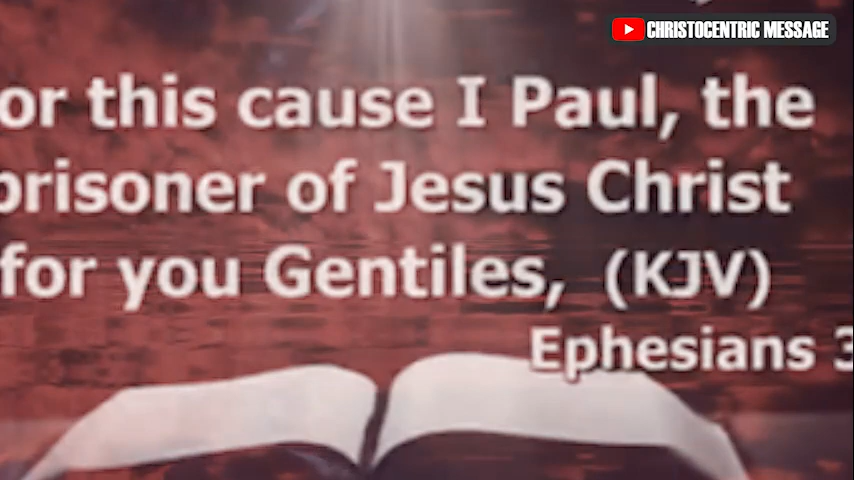 CHRISTOCENTRIC MESSAGE
or this cause I Paul, the
prisoner of Jesus Christ
for you Gentiles, (KJV)
Ephesians 3